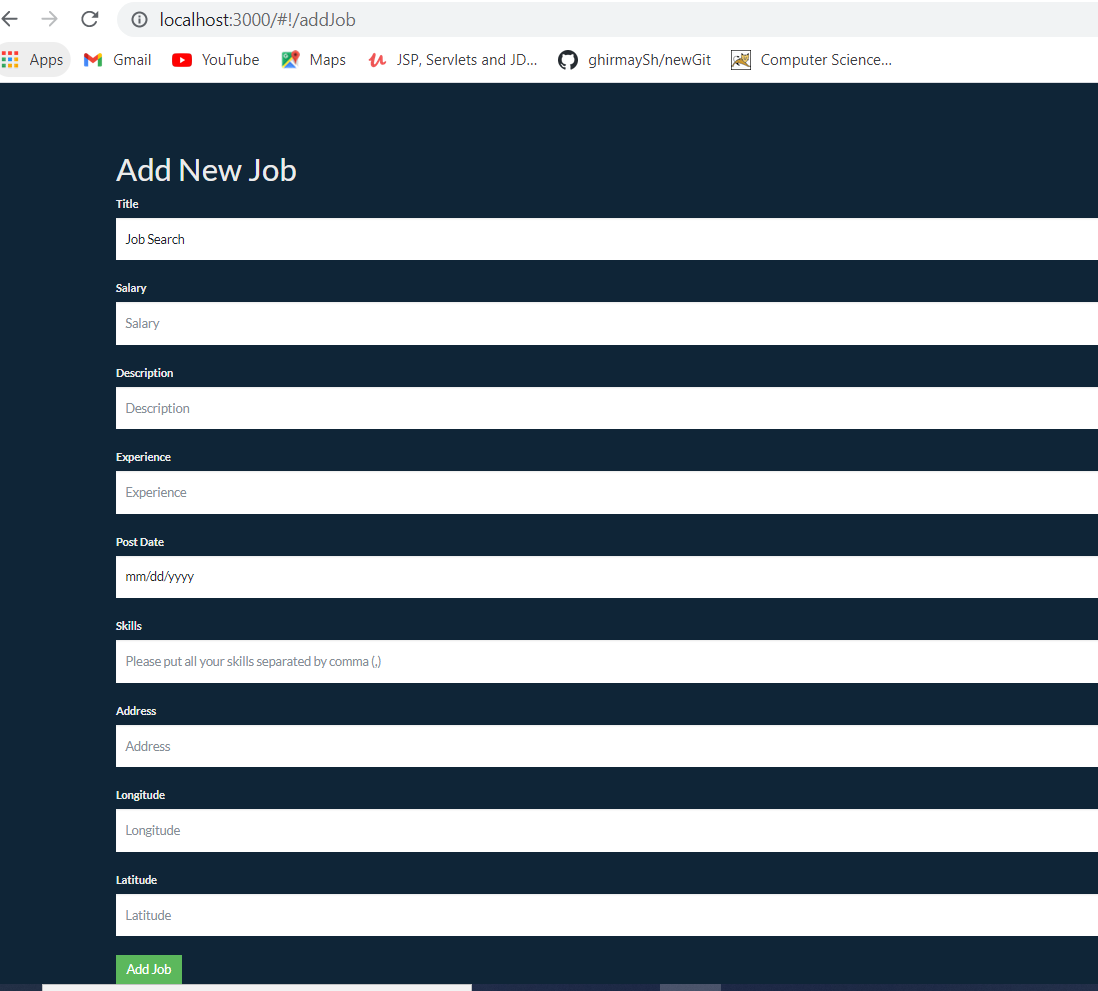 localhost:3000/#!/addJob
Apps Gmail YouTube Maps JSP, Servlets and JD... ghirmaySh/newGit Computer Science...
Add New Job
Title
Job Search
Salary
Salary
Description
Description
Experience
Experience
Post Date
mm/dd/yyyy
Skills
Please put all your skills separated by comma (,)
Address
Address
Longitude
Longitude
Latitude
Latitude
Add Job